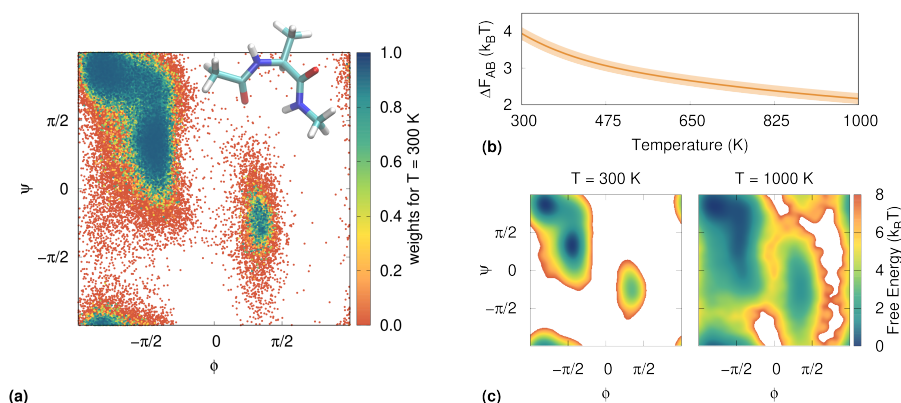 1.0
0.8
0.6
0.4
0.2
0.0
weights for T = 300 K
π/2
0
−π/2
ψ
−π/2
0
π/2
ϕ
(a)
4
3
2
ΔF_AB (k_BT)
300
475
650
825
1000
Temperature (K)
(b)
T = 300 K
T = 1000 K
π/2
0
−π/2
ψ
−π/2
0
π/2
−π/2
0
π/2
ϕ
ϕ
8
6
4
2
0
Free Energy (k_BT)
(c)